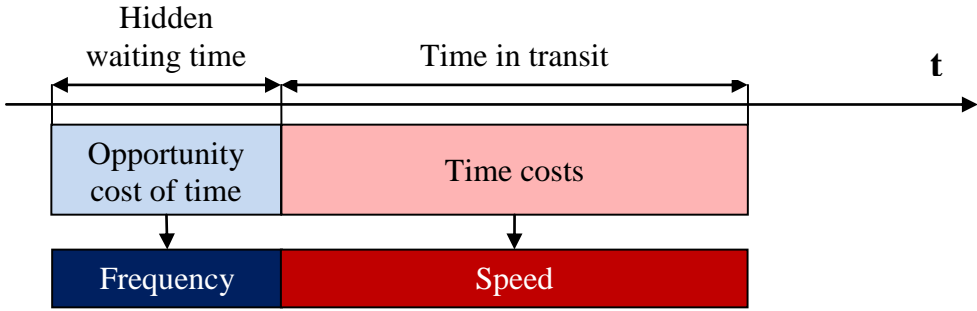 Hidden
waiting time
Time in transit
t
Opportunity
cost of time
Time costs
Frequency
Speed